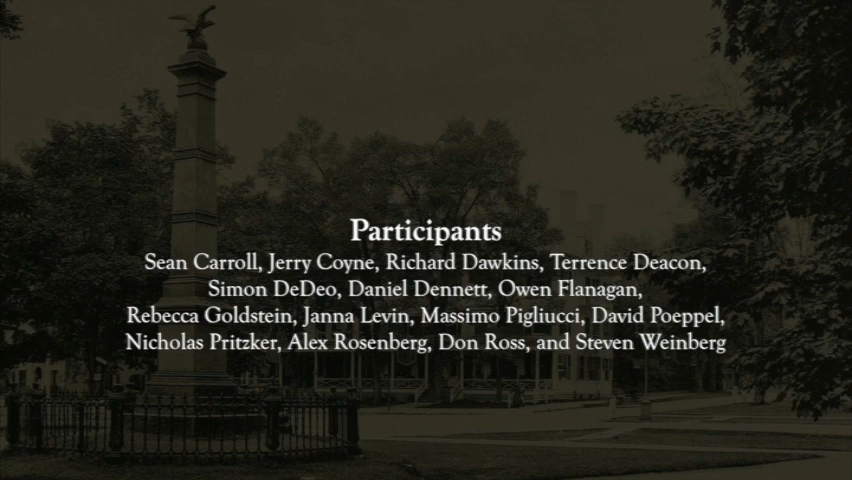 Participants
Sean Carroll, Jerry Coyne, Richard Dawkins, Terrence Deacon,
Simon DeDeo, Daniel Dennett, Owen Flanagan,
Rebecca Goldstein, Janna Levin, Massimo Pigliucci, David Poeppel,
Nicholas Pritzker, Alex Rosenberg, Don Ross, and Steven Weinberg